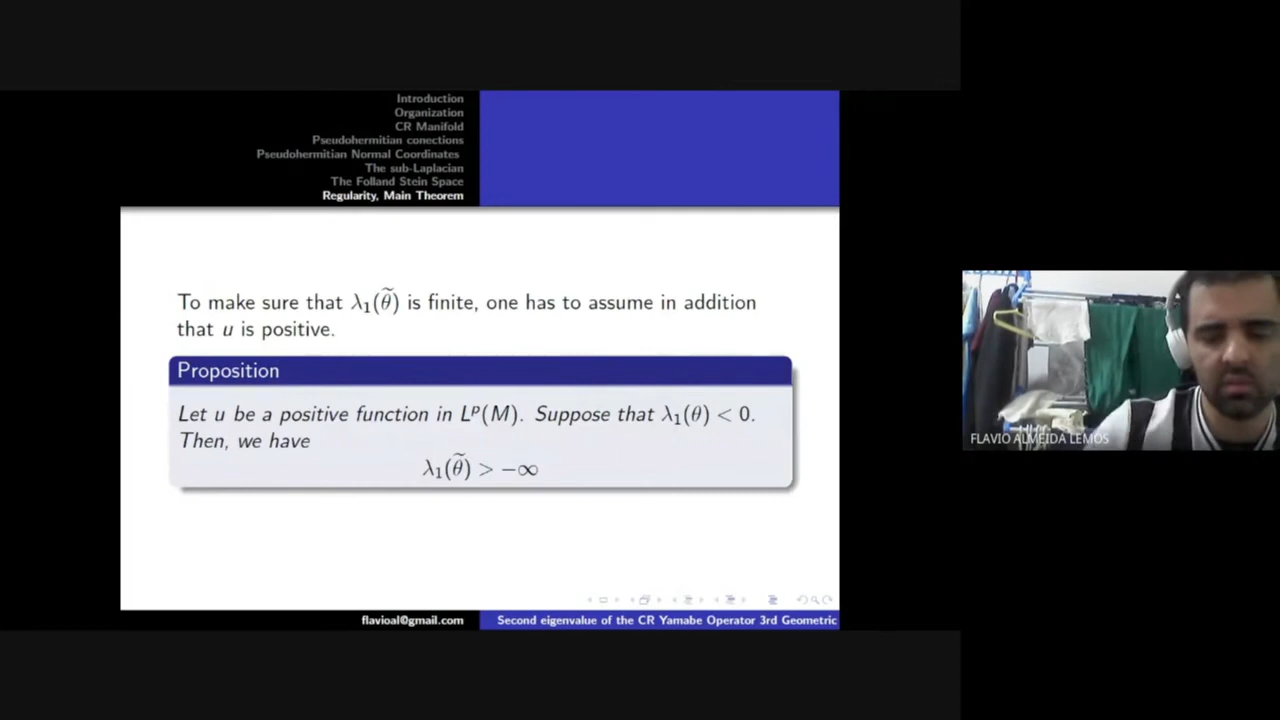 Introduction
Organization
CR Manifold
Pseudohermitian conections
Pseudohermitian Normal Coordinates
The sub-Laplacian
The Folland Stein Space
Regularity, Main Theorem
To make sure that λ₁(θ̃) is finite, one has to assume in addition
that u is positive.
Proposition
Let u be a positive function in Lᵖ(M). Suppose that λ₁(θ) < 0.
Then, we have
λ₁(θ̃) > −∞
flavioal@gmail.com
Second eigenvalue of the CR Yamabe Operator 3rd Geometric
FLAVIO ALMEIDA LEMOS